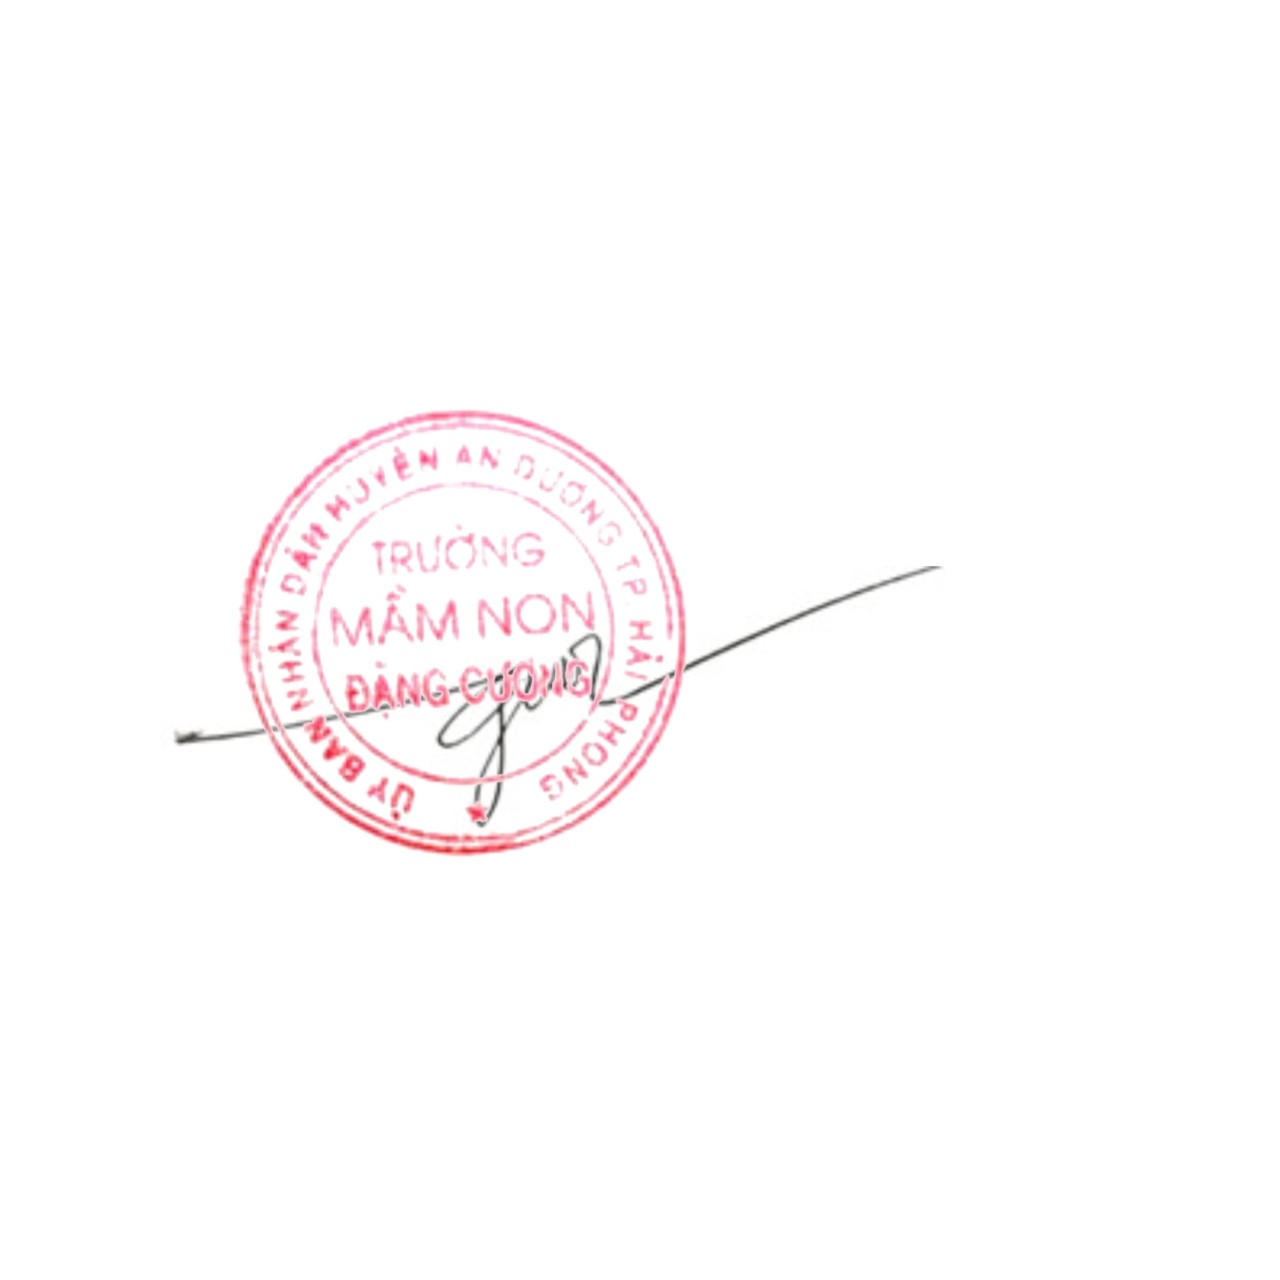 ỦY BAN NHÂN DÂN HUYỆN AN DƯƠNG TP. HẢI PHÒNG
TRƯỜNG
MẦM NON
ĐẶNG CƯƠNG